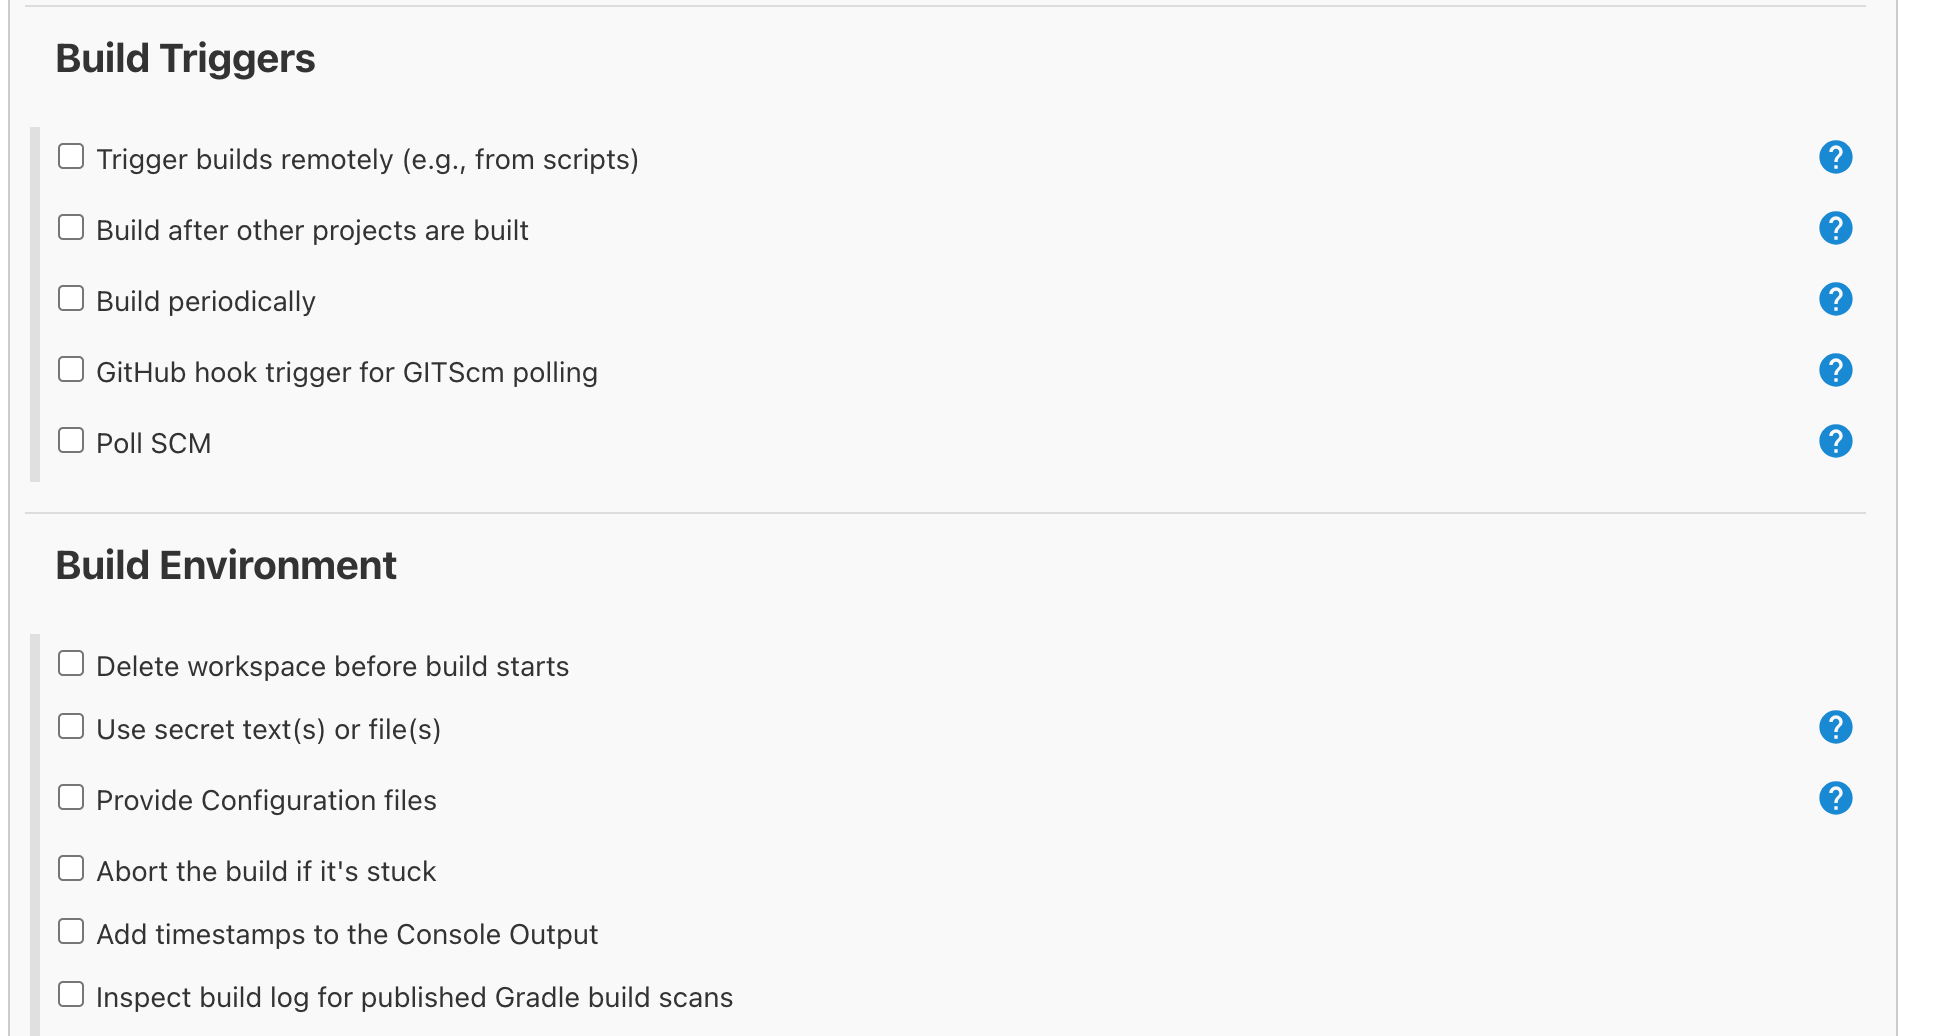 Build Triggers
Trigger builds remotely (e.g., from scripts)
?
Build after other projects are built
?
Build periodically
?
GitHub hook trigger for GITScm polling
?
Poll SCM
?
Build Environment
Delete workspace before build starts
Use secret text(s) or file(s)
?
Provide Configuration files
?
Abort the build if it's stuck
Add timestamps to the Console Output
Inspect build log for published Gradle build scans